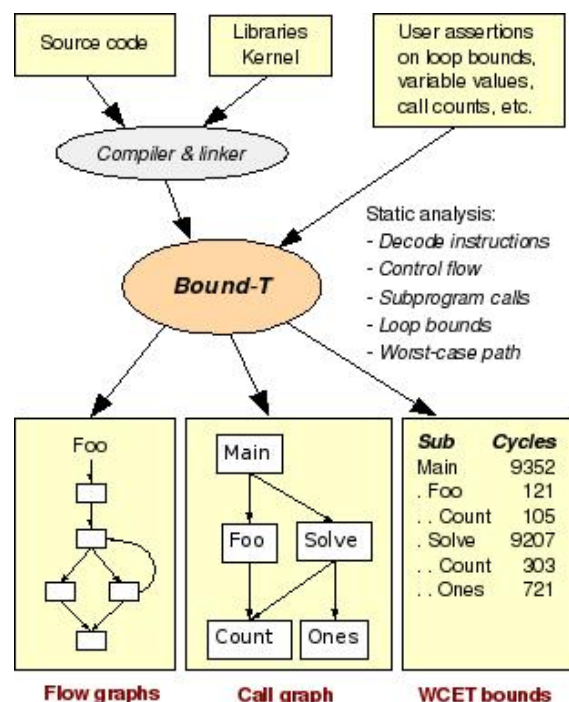 Source code
Libraries
Kernel
User assertions
on loop bounds,
variable values,
call counts, etc.
Compiler & linker
Bound-T
Static analysis:
- Decode instructions
- Control flow
- Subprogram calls
- Loop bounds
- Worst-case path
Foo
Main
Foo
Solve
Count
Ones
Sub Cycles
Main 9352
. Foo 121
. . Count 105
. Solve 9207
. . Count 303
. . Ones 721
Flow graphs
Call graph
WCET bounds